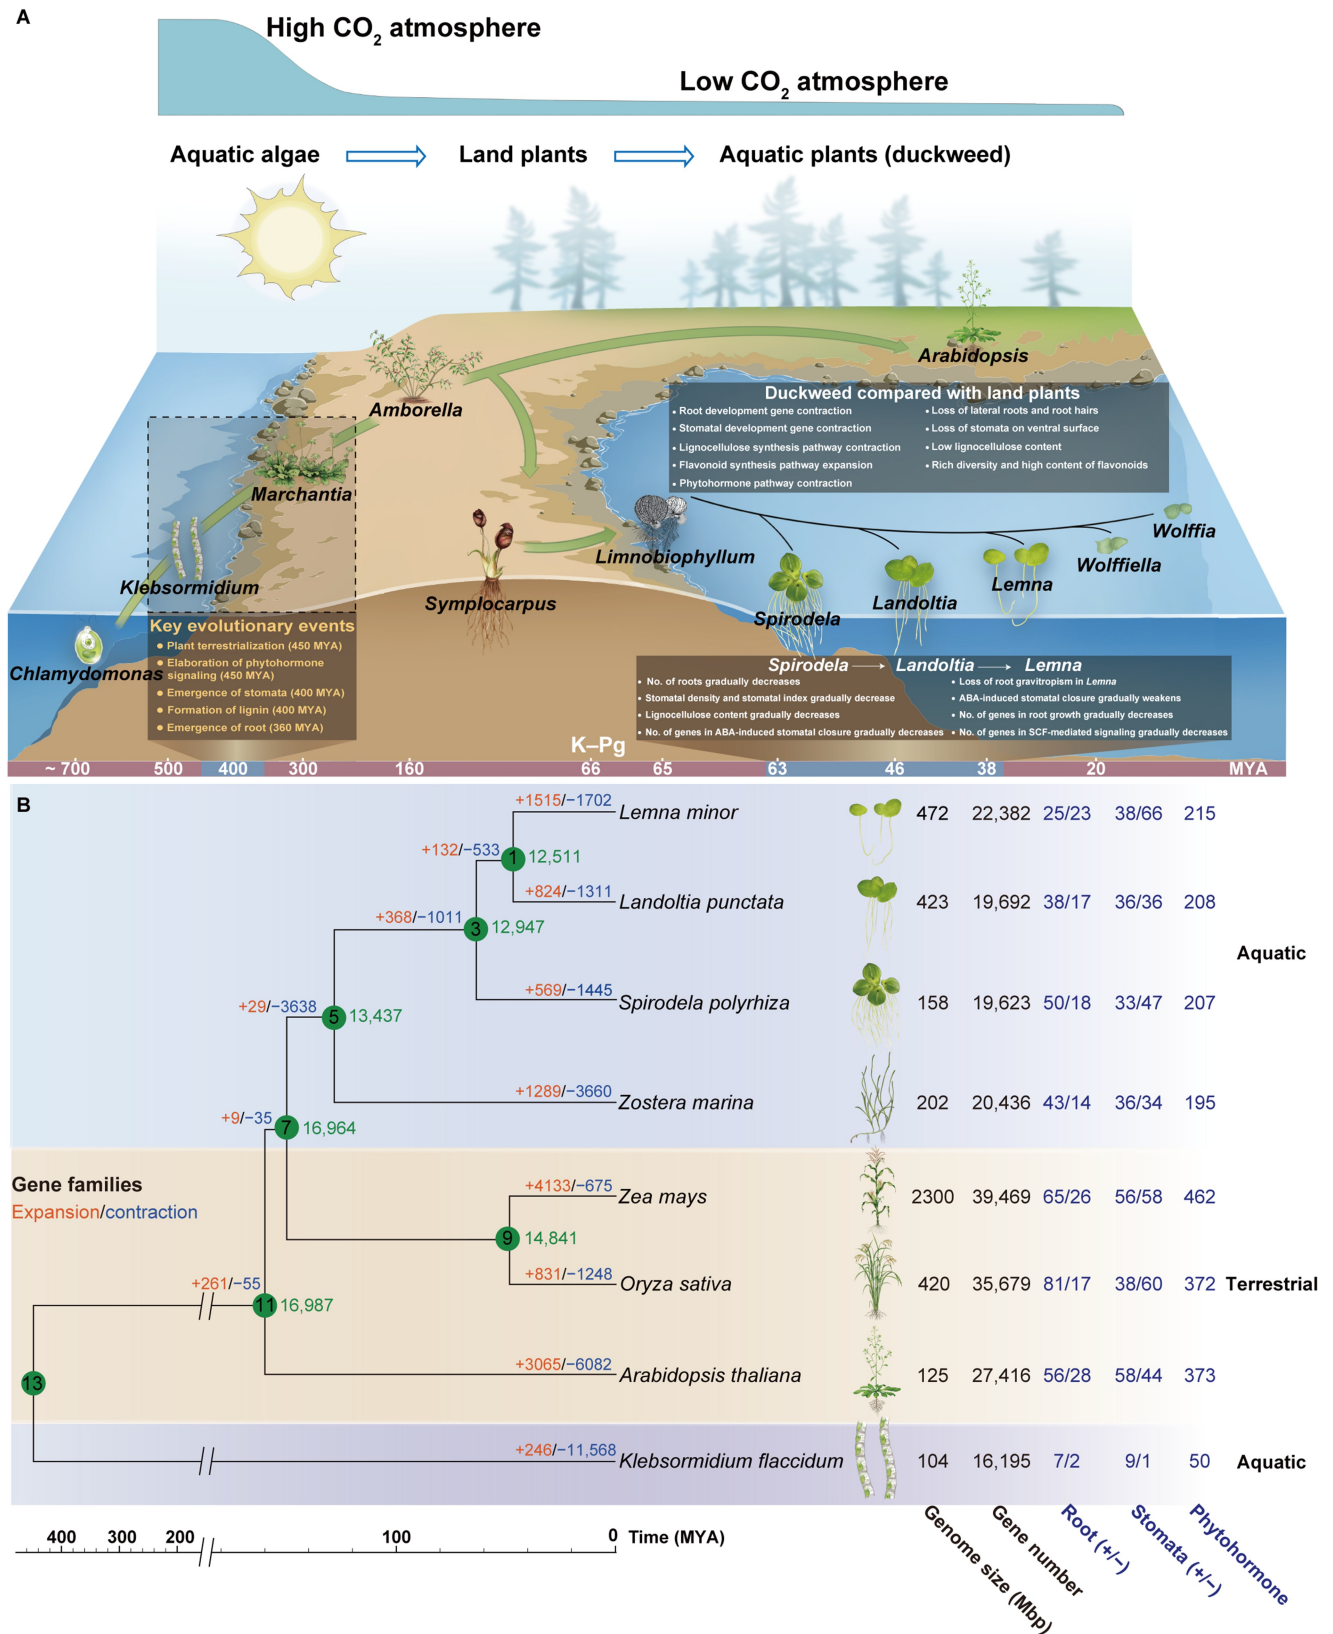 A
High CO2 atmosphere
Low CO2 atmosphere
Aquatic algae
Land plants
Aquatic plants (duckweed)
Arabidopsis
Amborella
Duckweed compared with land plants
• Root development gene contraction
• Stomatal development gene contraction
• Lignocellulose synthesis pathway contraction
• Flavonoid synthesis pathway expansion
• Phytohormone pathway contraction
• Loss of lateral roots and root hairs
• Loss of stomata on ventral surface
• Low lignocellulose content
• Rich diversity and high content of flavonoids
Marchantia
Klebsormidium
Chlamydomonas
Symplocarpus
Limnobiophyllum
Spirodela
Landoltia
Lemna
Wolffiella
Wolffia
Key evolutionary events
• Plant terrestrialization (450 MYA)
• Elaboration of phytohormone
signaling (450 MYA)
• Emergence of stomata (400 MYA)
• Formation of lignin (400 MYA)
• Emergence of root (360 MYA)
Spirodela → Landoltia → Lemna
• No. of roots gradually decreases
• Stomatal density and stomatal index gradually decrease
• Lignocellulose content gradually decreases
• No. of genes in ABA-induced stomatal closure gradually decreases
• Loss of root gravitropism in Lemna
• ABA-induced stomatal closure gradually weakens
• No. of genes in root growth gradually decreases
• No. of genes in SCF-mediated signaling gradually decreases
K–Pg
~ 700 500 400 300 160 66 65 63 46 38 20 MYA
B
+1515/−1702 Lemna minor 472 22,382 25/23 38/66 215
+132/−533 1 12,511
+824/−1311 Landoltia punctata 423 19,692 38/17 36/36 208
+368/−1011 3 12,947
Aquatic
+569/−1445 Spirodela polyrhiza 158 19,623 50/18 33/47 207
+29/−3638 5 13,437
+1289/−3660 Zostera marina 202 20,436 43/14 36/34 195
+9/−35 7 16,964
Gene families
Expansion/contraction
+4133/−675 Zea mays 2300 39,469 65/26 56/58 462
9 14,841
+831/−1248 Oryza sativa 420 35,679 81/17 38/60 372 Terrestrial
+261/−55 11 16,987
+3065/−6082 Arabidopsis thaliana 125 27,416 56/28 58/44 373
13
+246/−11,568 Klebsormidium flaccidum 104 16,195 7/2 9/1 50 Aquatic
400 300 200 100 0 Time (MYA)
Genome size (Mbp)
Gene number
Root (+/−)
Stomata (+/−)
Phytohormone